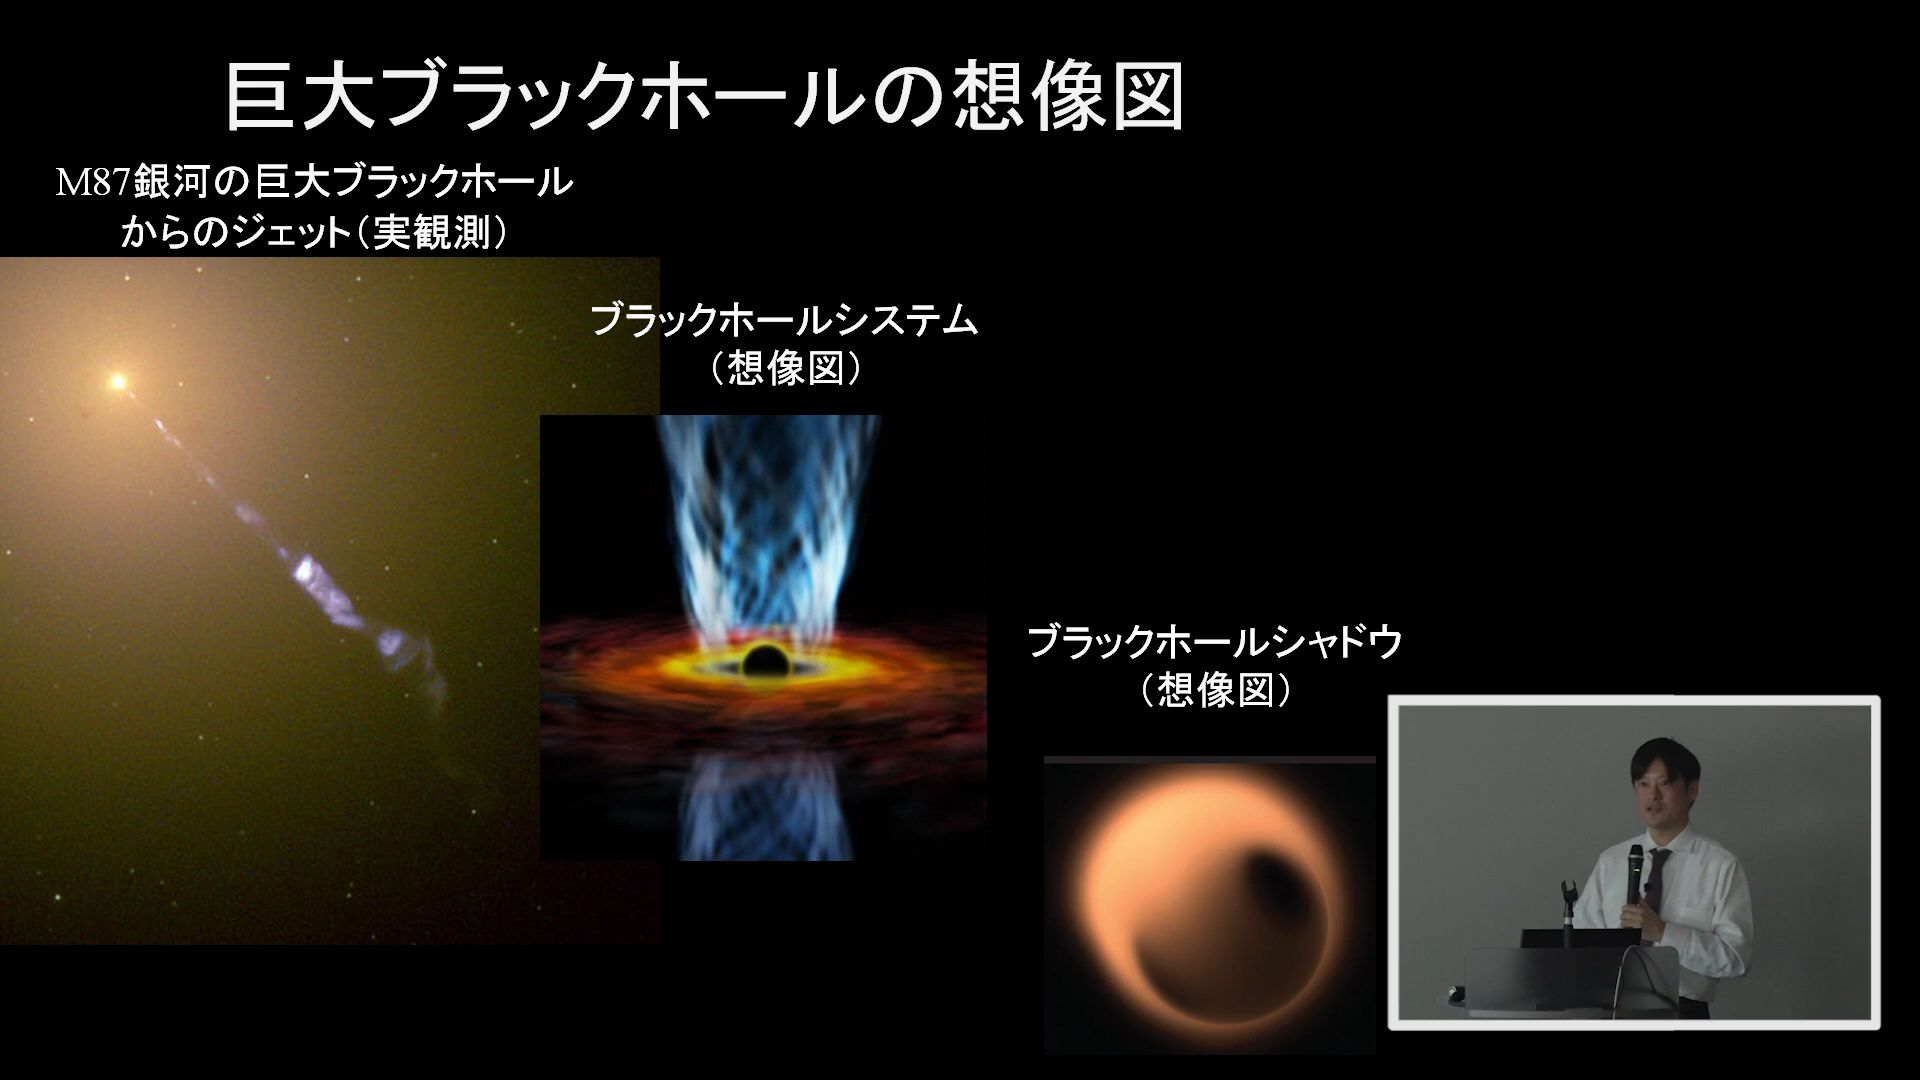 巨大ブラックホールの想像図
M87銀河の巨大ブラックホール
からのジェット（実観測）
ブラックホールシステム
（想像図）
ブラックホールシャドウ
（想像図）